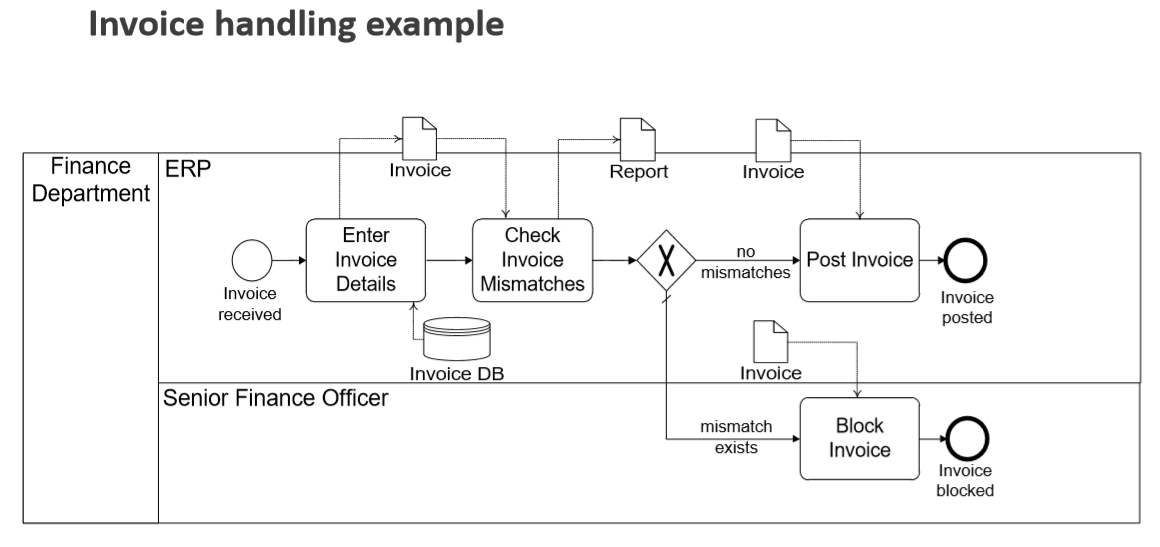 Invoice handling example
Finance
Department
ERP
Invoice
Report
Invoice
Invoice
received
Enter
Invoice
Details
Check
Invoice
Mismatches
X
no
mismatches
Post Invoice
Invoice
posted
Invoice DB
Invoice
Senior Finance Officer
mismatch
exists
Block
Invoice
Invoice
blocked